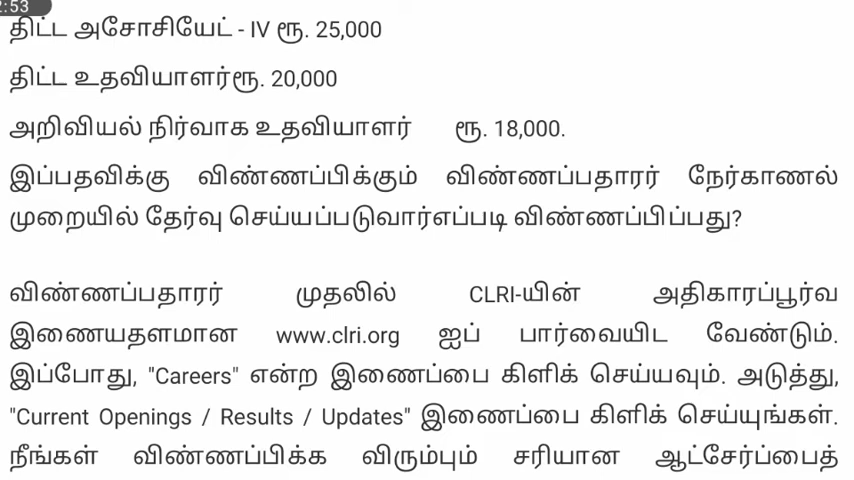 2:53
திட்ட அசோசியேட் - IV ரூ. 25,000
திட்ட உதவியாளர்ரூ. 20,000
அறிவியல் நிர்வாக உதவியாளர் ரூ. 18,000.
இப்பதவிக்கு விண்ணப்பிக்கும் விண்ணப்பதாரர் நேர்காணல்
முறையில் தேர்வு செய்யப்படுவார்எப்படி விண்ணப்பிப்பது?
விண்ணப்பதாரர் முதலில் CLRI-யின் அதிகாரப்பூர்வ
இணையதளமான www.clri.org ஐப் பார்வையிட வேண்டும்.
இப்போது, "Careers" என்ற இணைப்பை கிளிக் செய்யவும். அடுத்து,
"Current Openings / Results / Updates" இணைப்பை கிளிக் செய்யுங்கள்.
நீங்கள் விண்ணப்பிக்க விரும்பும் சரியான ஆட்சேர்ப்பைத்